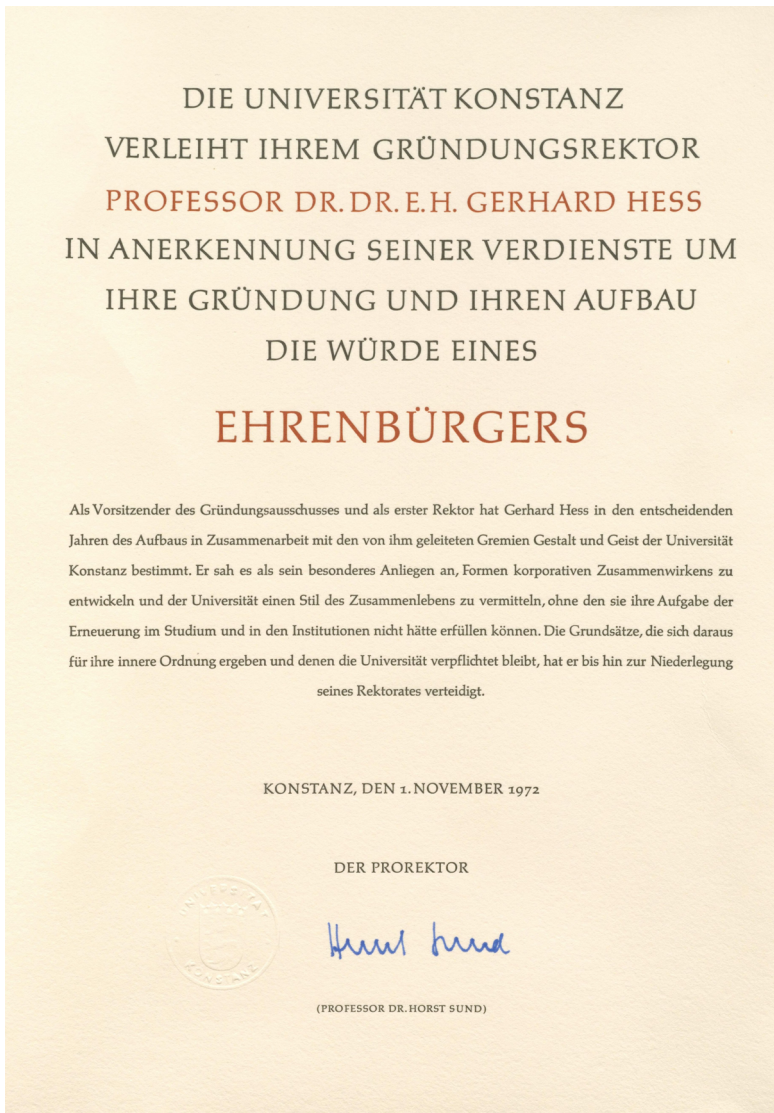 DIE UNIVERSITÄT KONSTANZ
VERLEIHT IHREM GRÜNDUNGSREKTOR
PROFESSOR DR. DR. E. H. GERHARD HESS
IN ANERKENNUNG SEINER VERDIENSTE UM
IHRE GRÜNDUNG UND IHREN AUFBAU
DIE WÜRDE EINES
EHRENBÜRGERS
Als Vorsitzender des Gründungsausschusses und als erster Rektor hat Gerhard Hess in den entscheidenden
Jahren des Aufbaus in Zusammenarbeit mit den von ihm geleiteten Gremien Gestalt und Geist der Universität
Konstanz bestimmt. Er sah es als sein besonderes Anliegen an, Formen korporativen Zusammenwirkens zu
entwickeln und der Universität einen Stil des Zusammenlebens zu vermitteln, ohne den sie ihre Aufgabe der
Erneuerung im Studium und in den Institutionen nicht hätte erfüllen können. Die Grundsätze, die sich daraus
für ihre innere Ordnung ergeben und denen die Universität verpflichtet bleibt, hat er bis hin zur Niederlegung
seines Rektorates verteidigt.
KONSTANZ, DEN 1. NOVEMBER 1972
DER PROREKTOR
UNIVERSITÄT
KONSTANZ
Horst Sund
(PROFESSOR DR. HORST SUND)